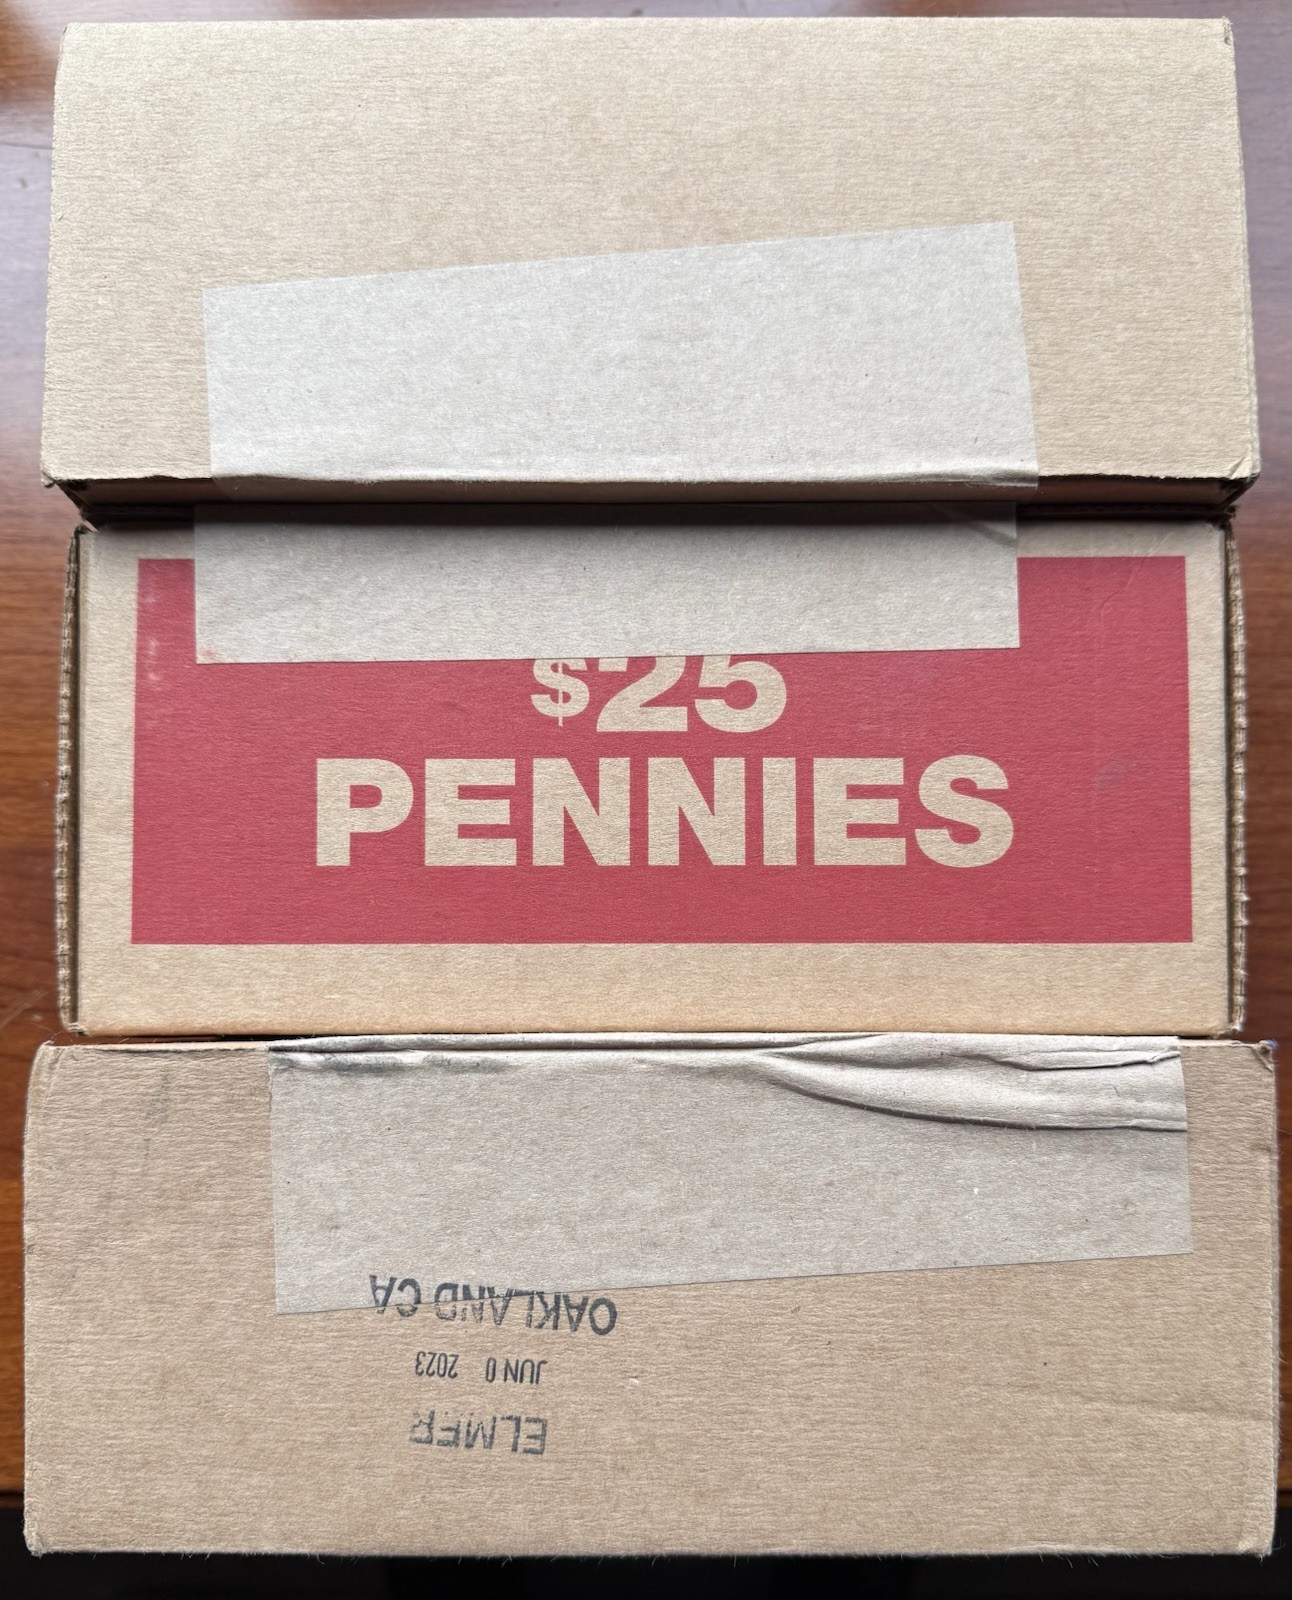 $25
PENNIES
ELMER
JUN 0 2023
OAKLAND CA